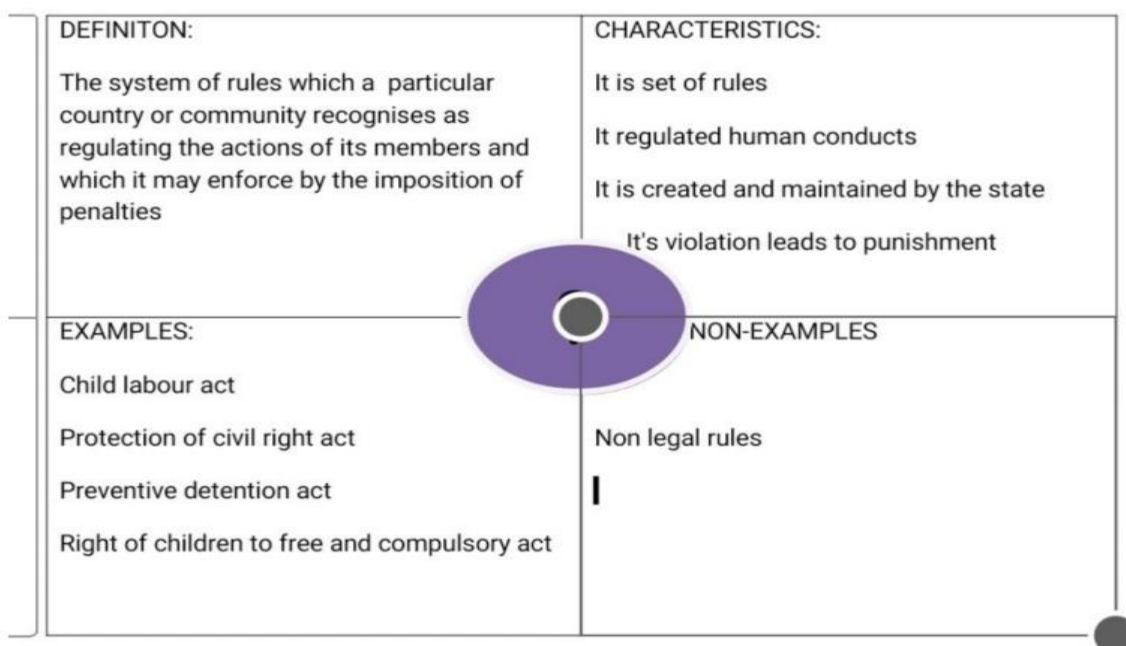 DEFINITON:
The system of rules which a particular
country or community recognises as
regulating the actions of its members and
which it may enforce by the imposition of
penalties
CHARACTERISTICS:
It is set of rules
It regulated human conducts
It is created and maintained by the state
It's violation leads to punishment
EXAMPLES:
Child labour act
Protection of civil right act
Preventive detention act
Right of children to free and compulsory act
NON-EXAMPLES
Non legal rules